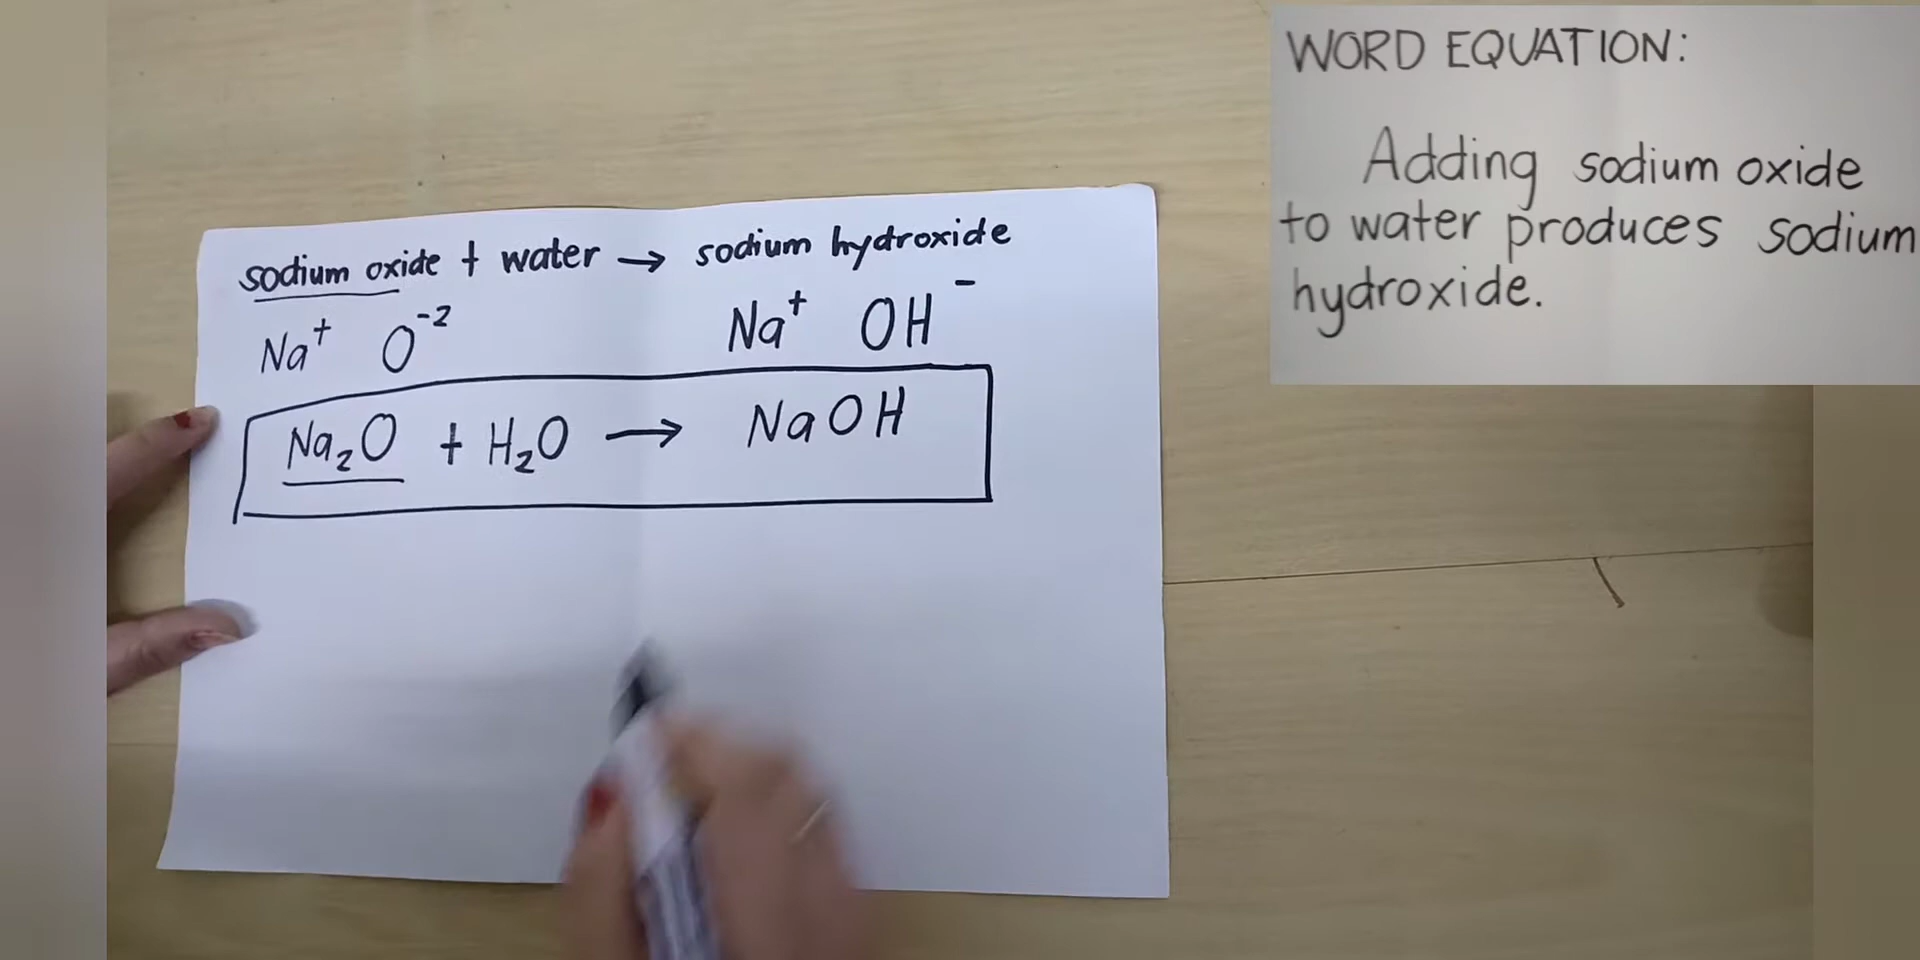 sodium oxide + water → sodium hydroxide
Na⁺ O⁻² Na⁺ OH⁻
Na₂O + H₂O → NaOH
WORD EQUATION:
Adding sodium oxide
to water produces sodium
hydroxide.